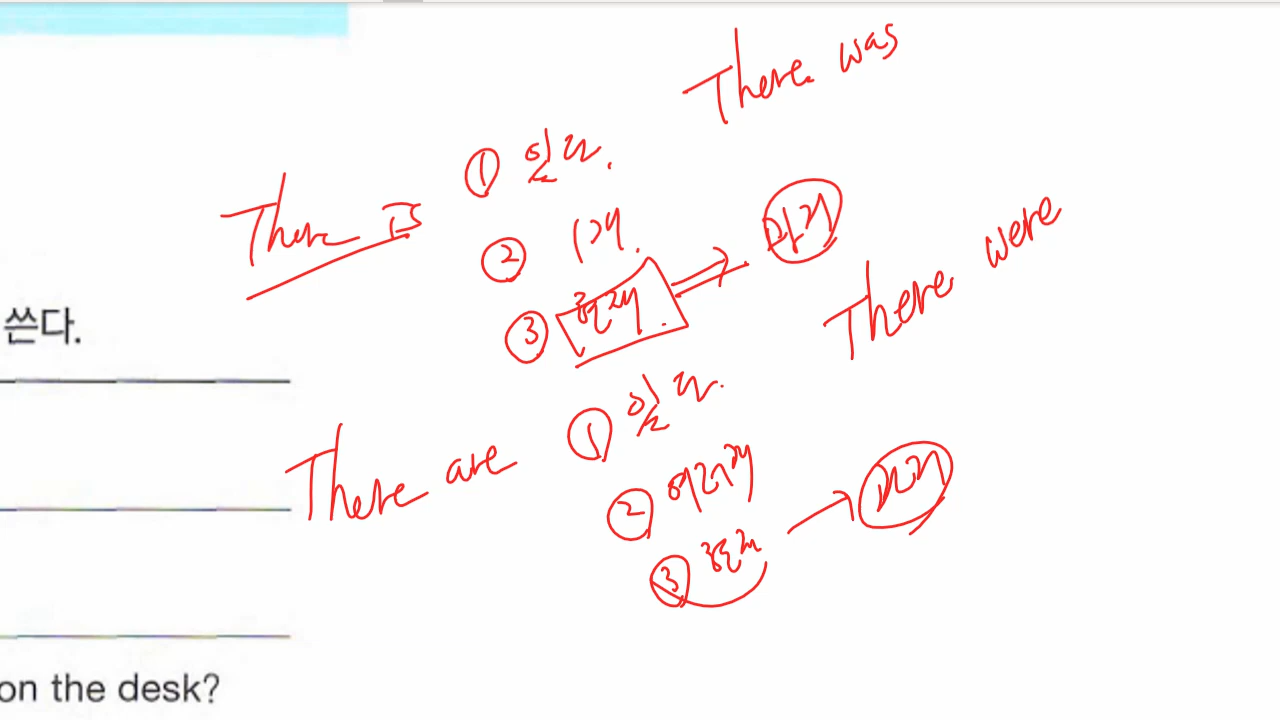 There was
There is ① 있다.
② 1개.
③ 현재. ⇒ 과거
There were
쓴다.
There are ① 있다.
② 여러개
③ 현재 → 과거
on the desk?